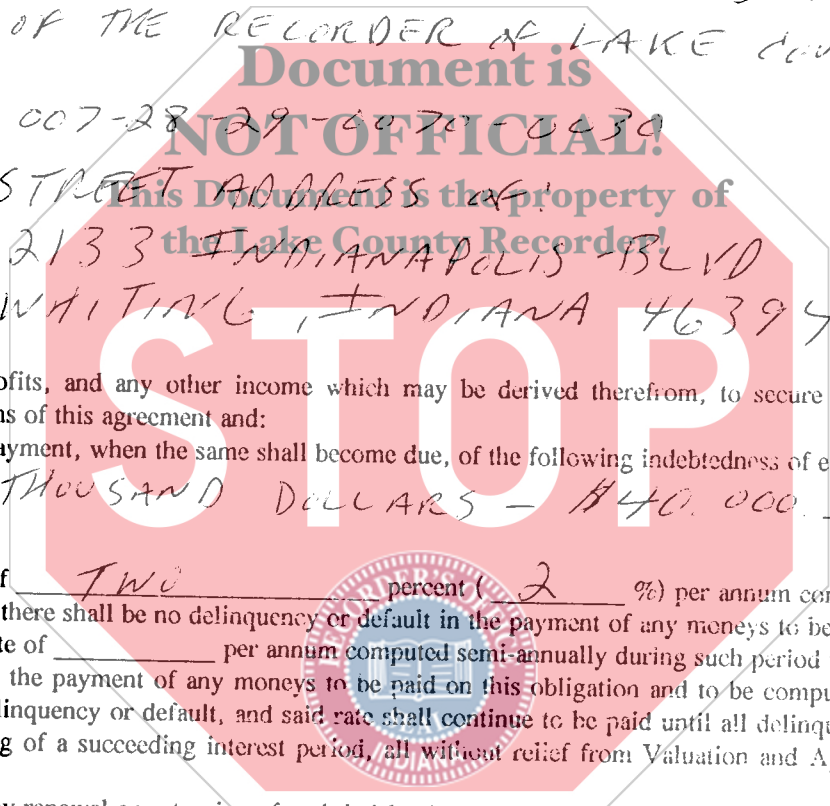 OF THE RECORDER OF LAKE COU
Document is
007-28-29-0070-0030
NOT OFFICIAL!
STREET ADDRESS OF:
This Document is the property of
2133 INDIANAPOLIS BLVD
the Lake County Recorder!
WHITING, INDIANA 46394
STOP
ofits, and any other income which may be derived therefrom, to secure
ns of this agreement and:
ayment, when the same shall become due, of the following indebtedness of e
THOUSAND DOLLARS - $40.000.
f TWO percent ( 2 %) per annum co
there shall be no delinquency or default in the payment of any moneys to be
te of ________ per annum computed semi-annually during such period
the payment of any moneys to be paid on this obligation and to be compu
linquency or default, and said rate shall continue to be paid until all delinqu
g of a succeeding interest period, all without relief from Valuation and A
RECORDER'S
INDIANA